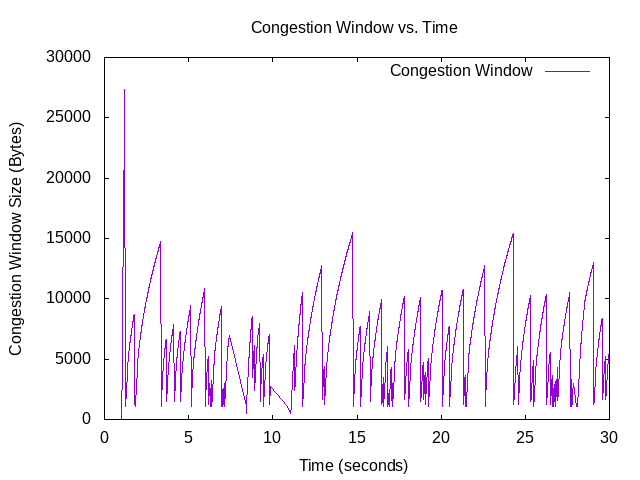 Congestion Window vs. Time
30000
25000
20000
15000
10000
5000
0
Congestion Window Size (Bytes)
Congestion Window
0 5 10 15 20 25 30
Time (seconds)